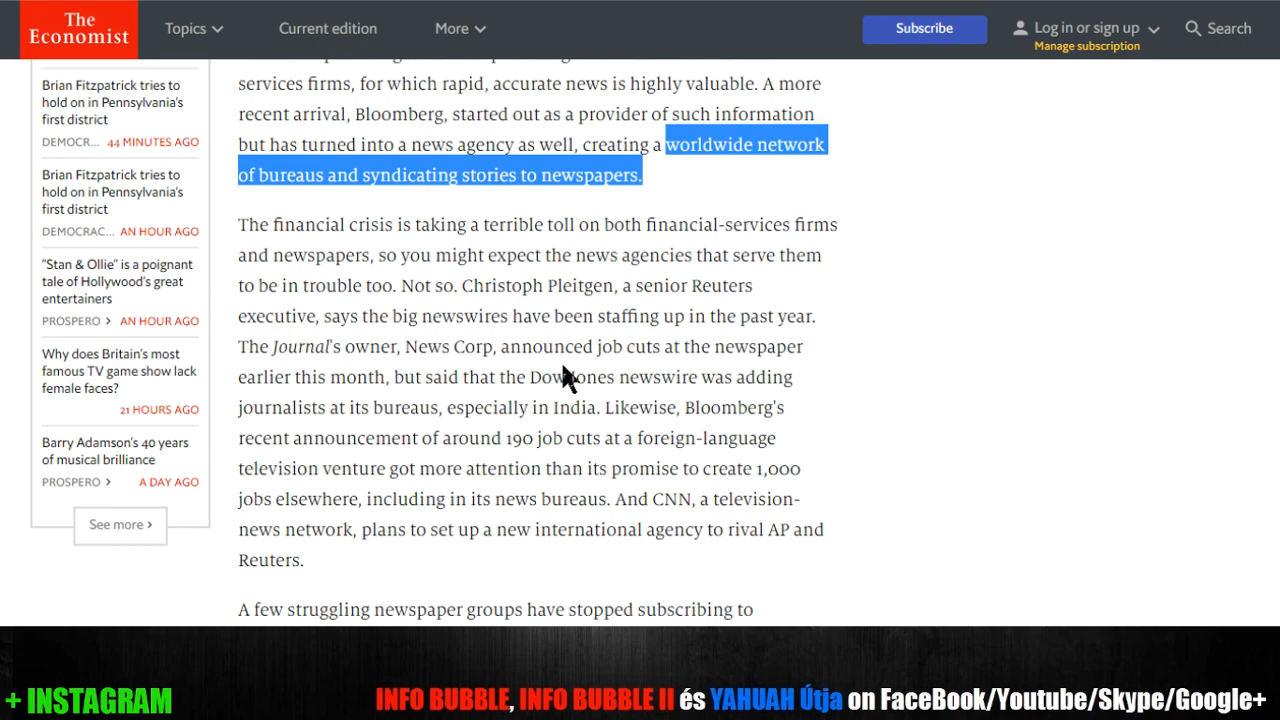 The
Economist
Topics
Current edition
More
Subscribe
Log in or sign up
Manage subscription
Search
Brian Fitzpatrick tries to
hold on in Pennsylvania's
first district
DEMOCR... 44 MINUTES AGO
Brian Fitzpatrick tries to
hold on in Pennsylvania's
first district
DEMOCRAC... AN HOUR AGO
"Stan & Ollie" is a poignant
tale of Hollywood's great
entertainers
PROSPERO > AN HOUR AGO
Why does Britain's most
famous TV game show lack
female faces?
21 HOURS AGO
Barry Adamson's 40 years
of musical brilliance
PROSPERO > A DAY AGO
See more >
services firms, for which rapid, accurate news is highly valuable. A more
recent arrival, Bloomberg, started out as a provider of such information
but has turned into a news agency as well, creating a worldwide network
of bureaus and syndicating stories to newspapers.
The financial crisis is taking a terrible toll on both financial-services firms
and newspapers, so you might expect the news agencies that serve them
to be in trouble too. Not so. Christoph Pleitgen, a senior Reuters
executive, says the big newswires have been staffing up in the past year.
The Journal's owner, News Corp, announced job cuts at the newspaper
earlier this month, but said that the Dow Jones newswire was adding
journalists at its bureaus, especially in India. Likewise, Bloomberg's
recent announcement of around 190 job cuts at a foreign-language
television venture got more attention than its promise to create 1,000
jobs elsewhere, including in its news bureaus. And CNN, a television-
news network, plans to set up a new international agency to rival AP and
Reuters.
A few struggling newspaper groups have stopped subscribing to
+ INSTAGRAM
INFO BUBBLE, INFO BUBBLE II és YAHUAH Útja on FaceBook/Youtube/Skype/Google+